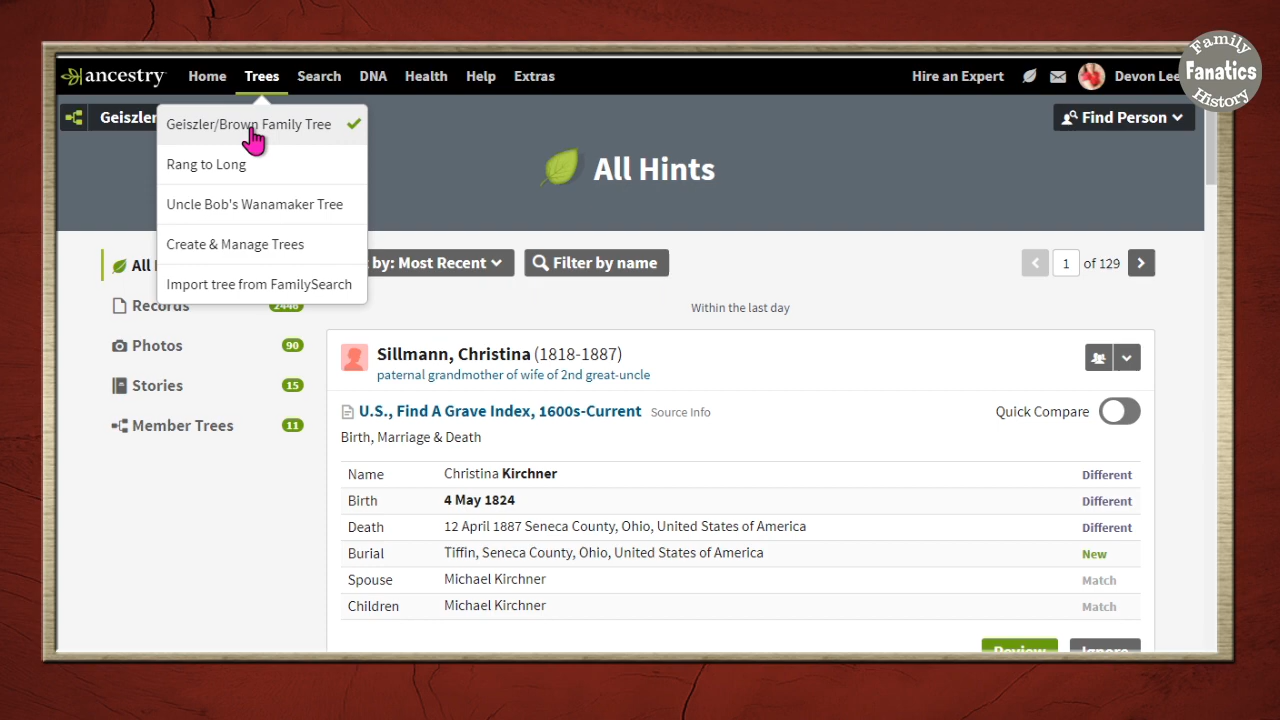 Family
Fanatics
History
ancestry Home Trees Search DNA Health Help Extras Hire an Expert Devon Lee
Geiszler
Find Person
Geiszler/Brown Family Tree
Rang to Long
Uncle Bob's Wanamaker Tree
Create & Manage Trees
Import tree from FamilySearch
All Hints
All
by: Most Recent
Filter by name
1 of 129
Records
Photos 90
Stories 15
Member Trees 11
Within the last day
Sillmann, Christina (1818-1887)
paternal grandmother of wife of 2nd great-uncle
U.S., Find A Grave Index, 1600s-Current Source Info Quick Compare
Birth, Marriage & Death
Name Christina Kirchner Different
Birth 4 May 1824 Different
Death 12 April 1887 Seneca County, Ohio, United States of America Different
Burial Tiffin, Seneca County, Ohio, United States of America New
Spouse Michael Kirchner Match
Children Michael Kirchner Match
Review Ignore